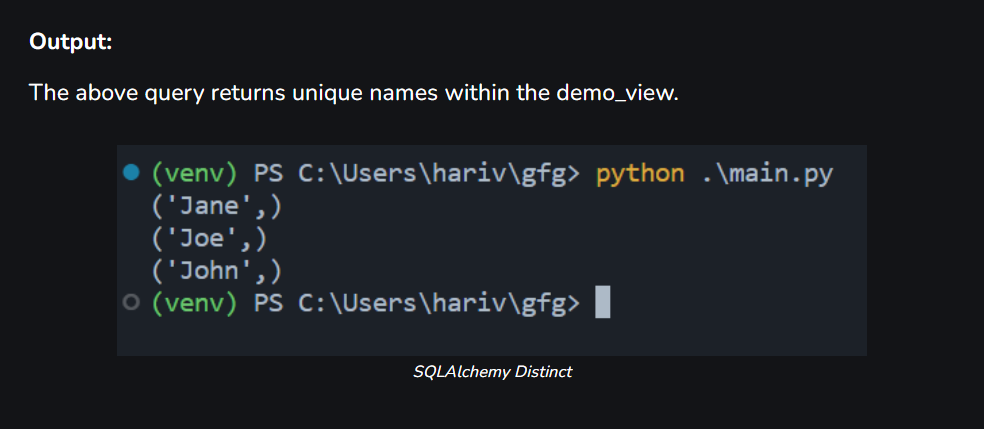 Output:
The above query returns unique names within the demo_view.
(venv) PS C:\Users\hariv\gfg> python .\main.py
('Jane',)
('Joe',)
('John',)
(venv) PS C:\Users\hariv\gfg>
SQLAlchemy Distinct